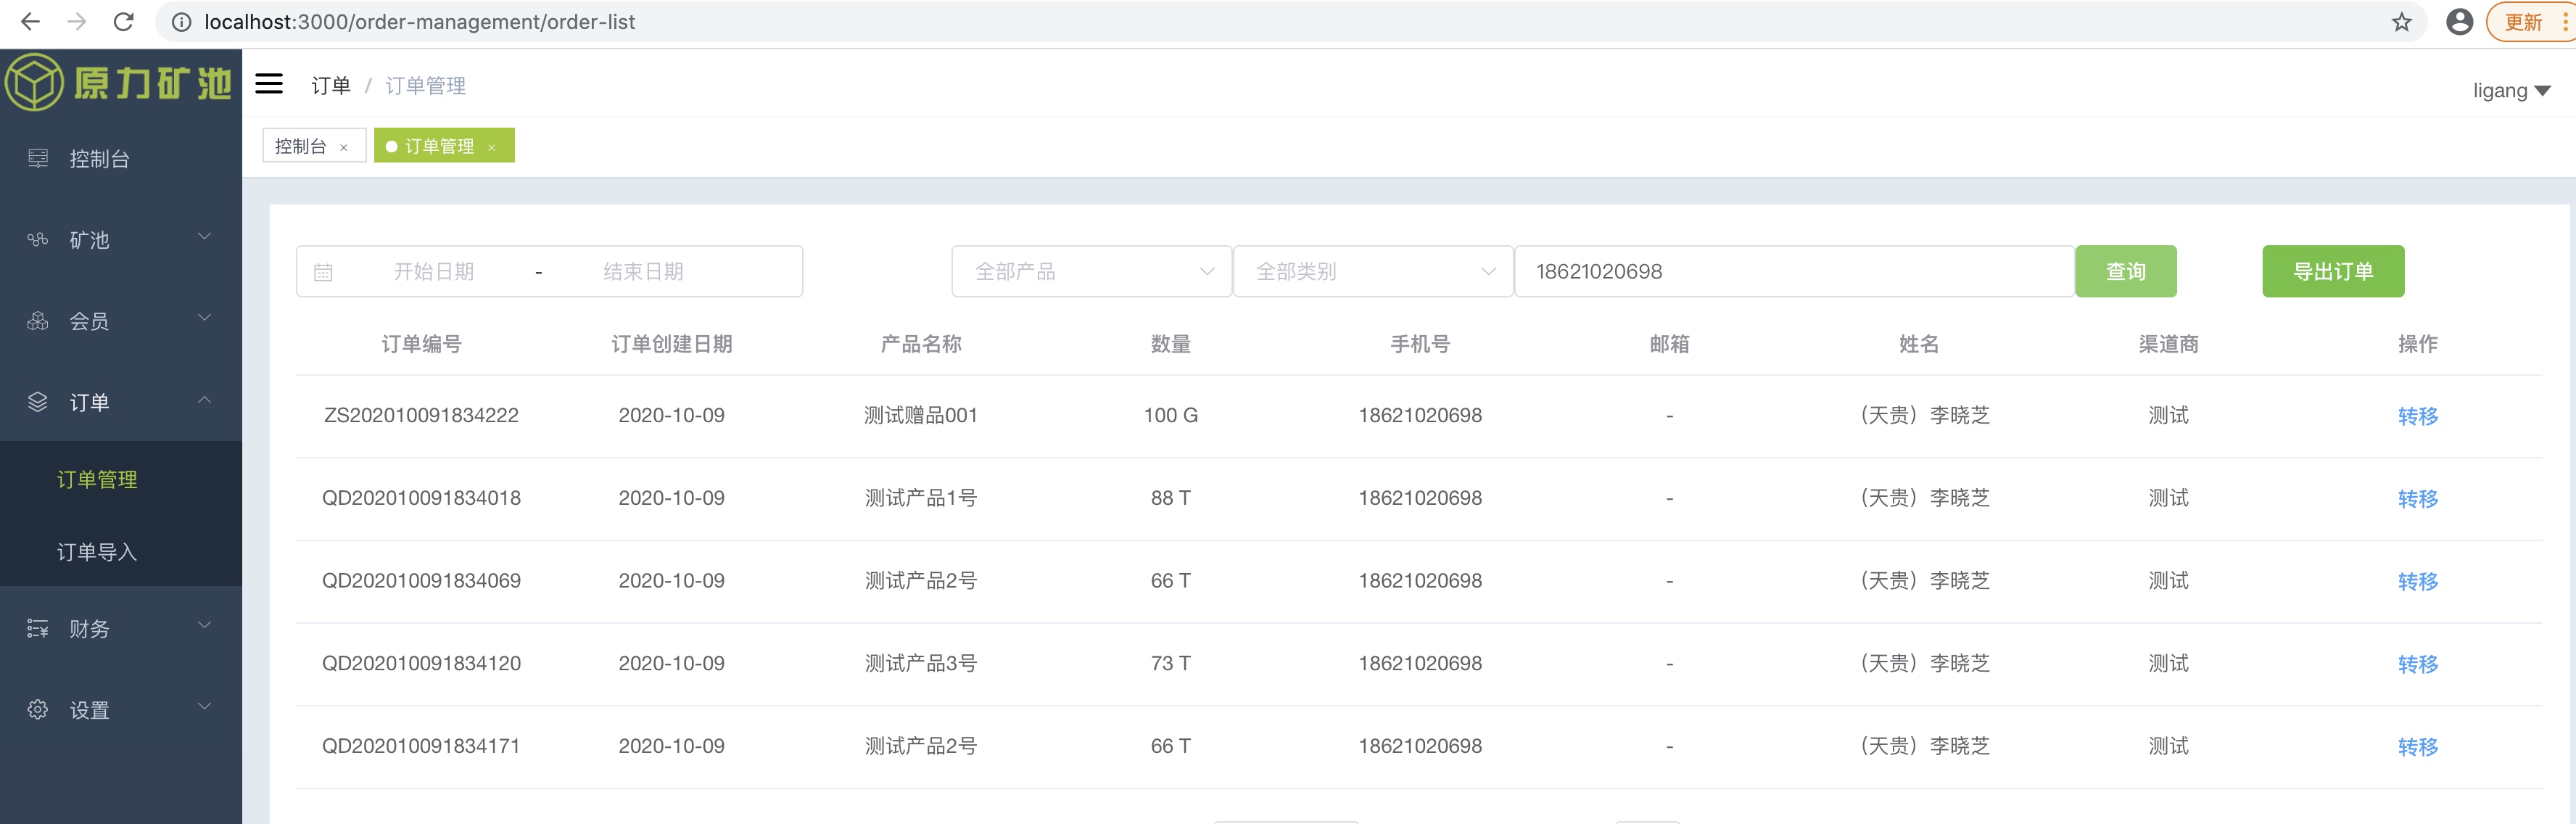 localhost:3000/order-management/order-list
更新
原力矿池
订单 / 订单管理
ligang
控制台 ×
订单管理 ×
控制台
矿池
会员
订单
订单管理
订单导入
财务
设置
开始日期 - 结束日期
全部产品
全部类别
18621020698
查询
导出订单
订单编号 订单创建日期 产品名称 数量 手机号 邮箱 姓名 渠道商 操作
ZS202010091834222 2020-10-09 测试赠品001 100 G 18621020698 - （天贵）李晓芝 测试 转移
QD202010091834018 2020-10-09 测试产品1号 88 T 18621020698 - （天贵）李晓芝 测试 转移
QD202010091834069 2020-10-09 测试产品2号 66 T 18621020698 - （天贵）李晓芝 测试 转移
QD202010091834120 2020-10-09 测试产品3号 73 T 18621020698 - （天贵）李晓芝 测试 转移
QD202010091834171 2020-10-09 测试产品2号 66 T 18621020698 - （天贵）李晓芝 测试 转移